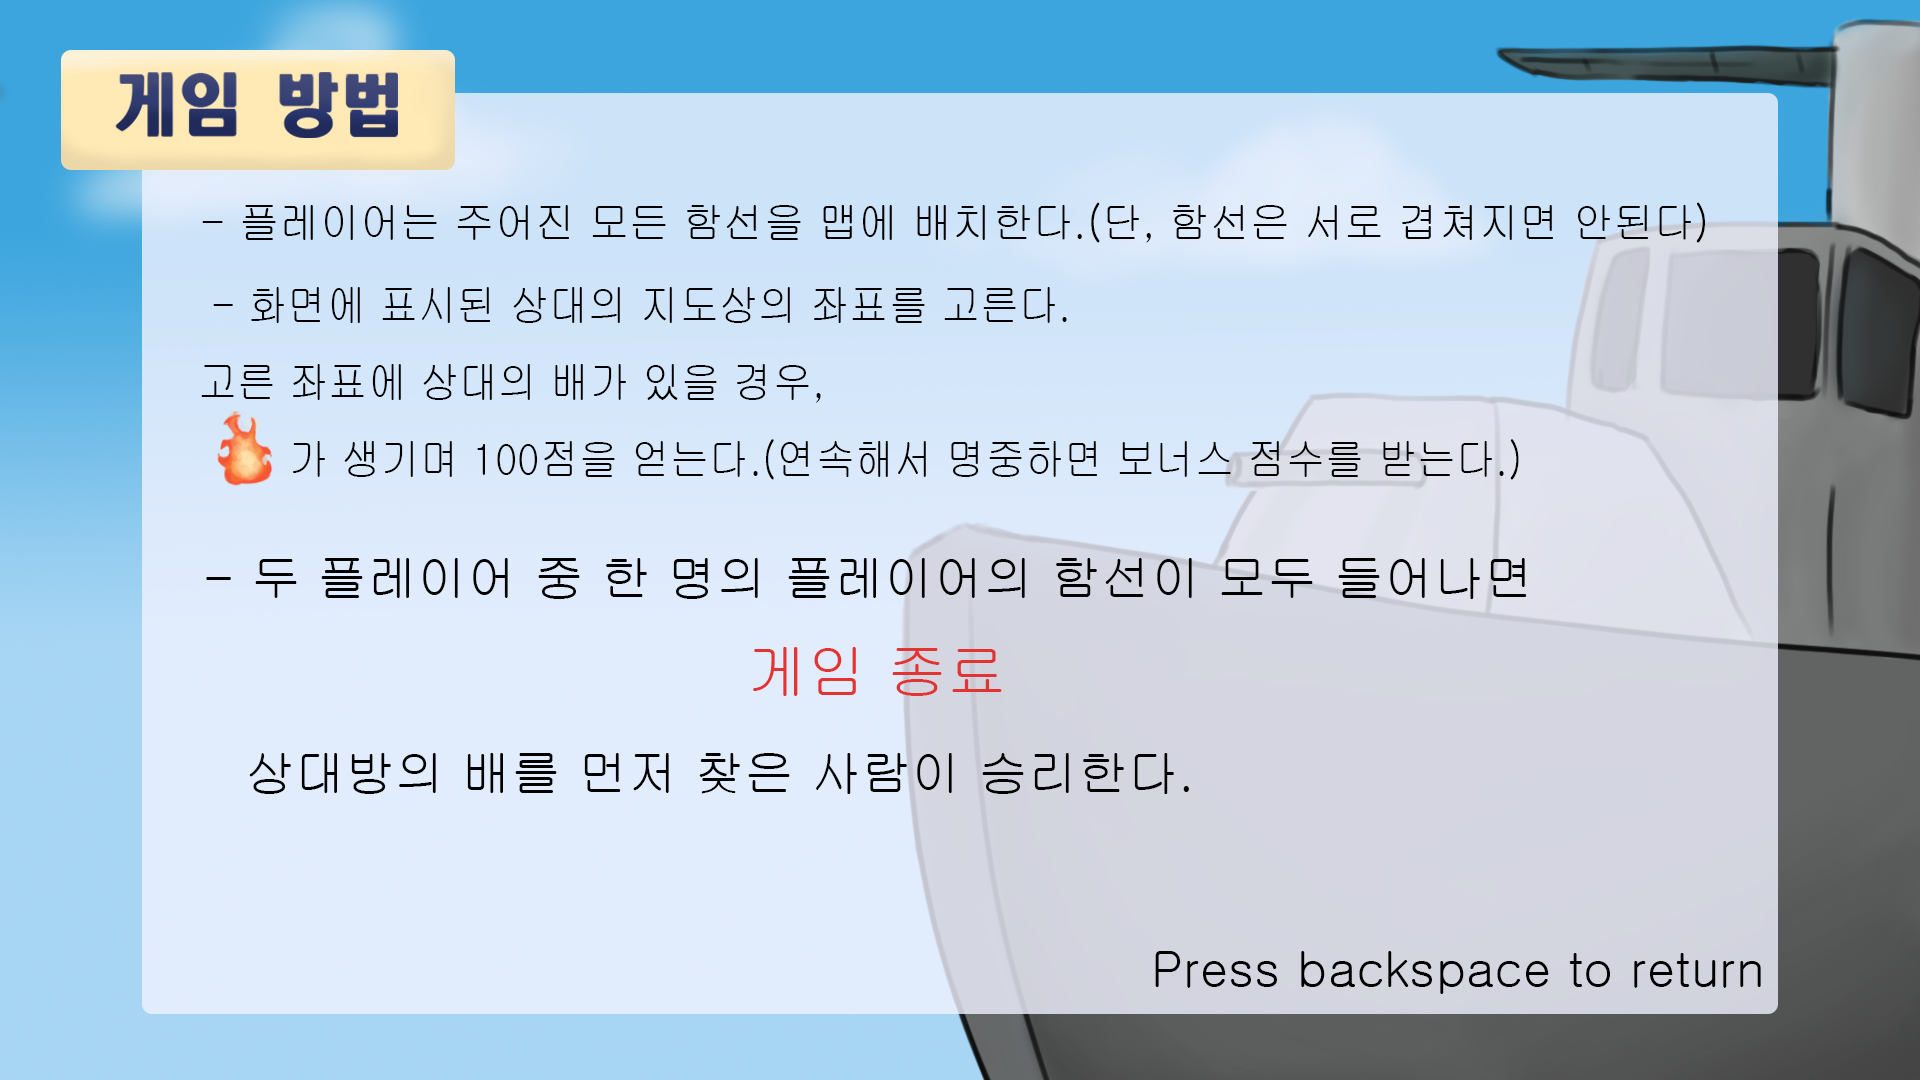 게임 방법
- 플레이어는 주어진 모든 함선을 맵에 배치한다.(단, 함선은 서로 겹쳐지면 안된다)
- 화면에 표시된 상대의 지도상의 좌표를 고른다.
고른 좌표에 상대의 배가 있을 경우,
가 생기며 100점을 얻는다.(연속해서 명중하면 보너스 점수를 받는다.)
- 두 플레이어 중 한 명의 플레이어의 함선이 모두 들어나면
게임 종료
상대방의 배를 먼저 찾은 사람이 승리한다.
Press backspace to return